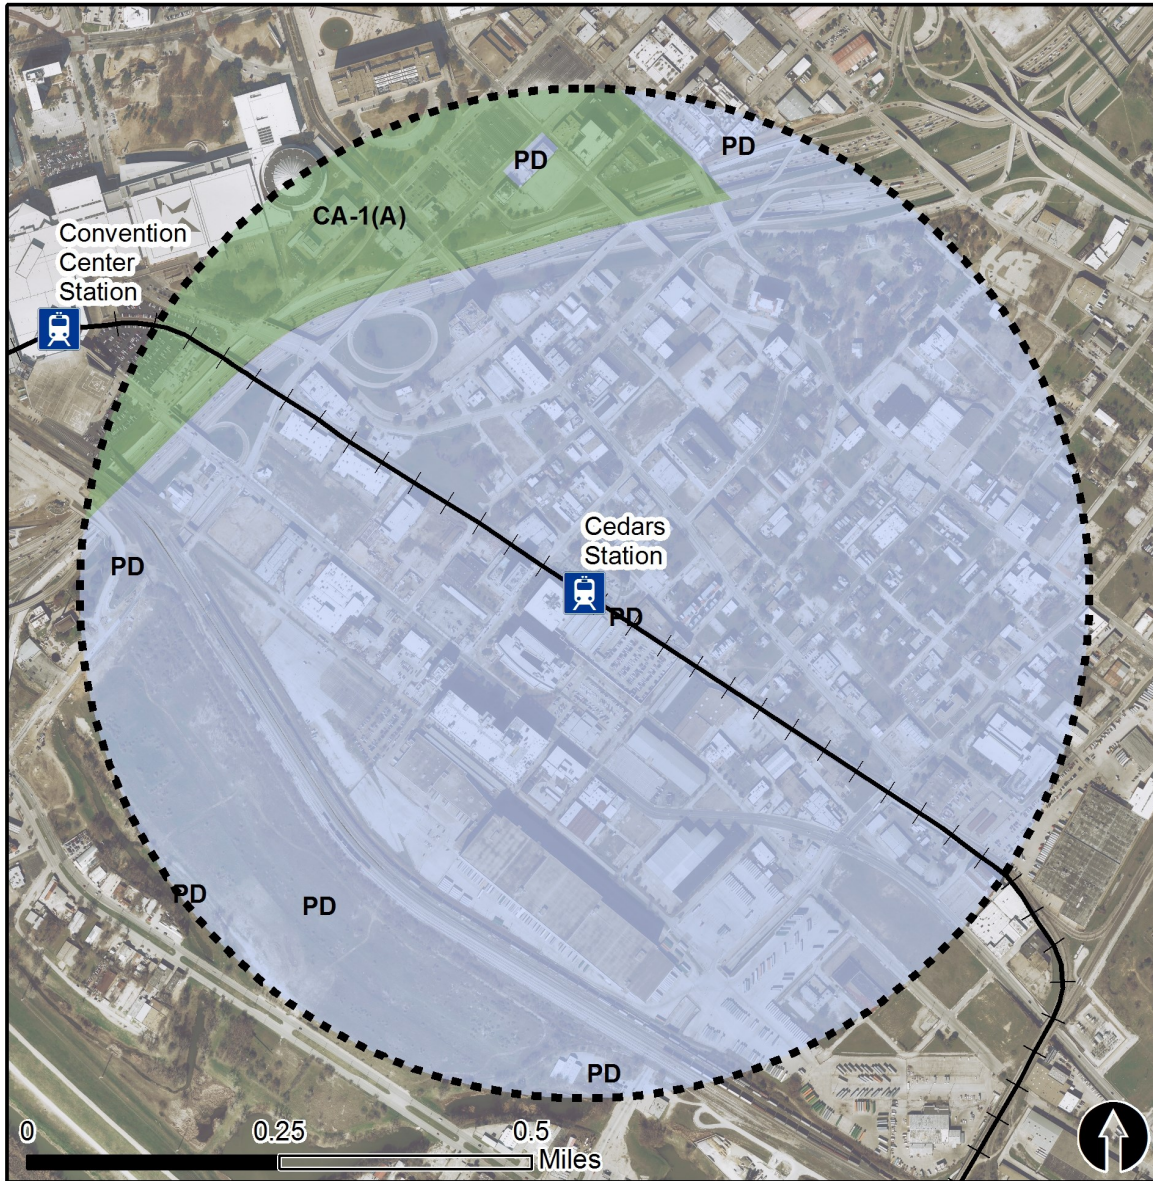 PD
PD
CA-1(A)
Convention
Center
Station
Cedars
Station
PD
PD
PD
PD
PD
0
0.25
0.5
Miles